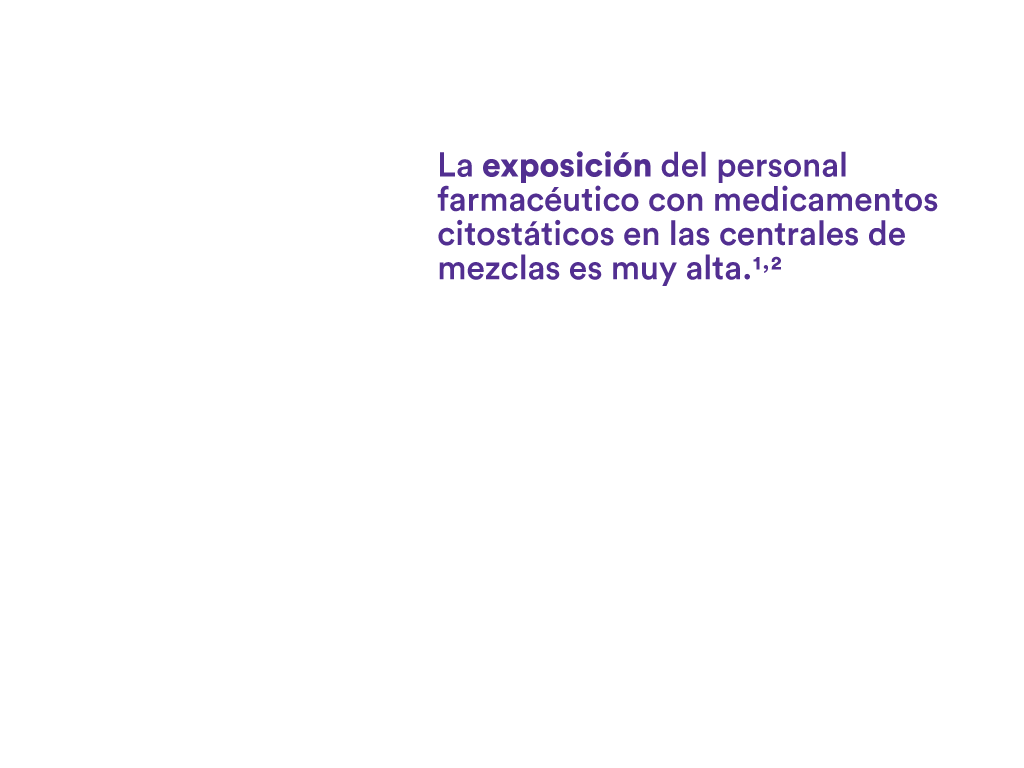 La exposición del personal
farmacéutico con medicamentos
citostáticos en las centrales de
mezclas es muy alta.¹,²